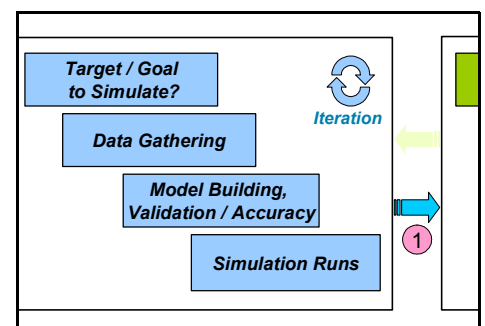 Target / Goal
to Simulate?
Iteration
Data Gathering
Model Building,
Validation / Accuracy
1
Simulation Runs